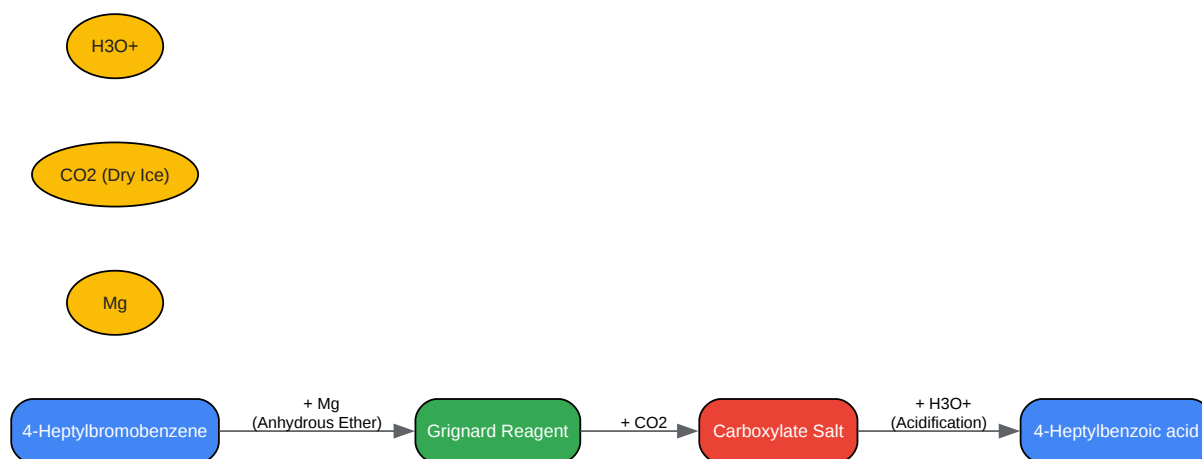 H3O+
CO2 (Dry Ice)
Mg
4-Heptylbromobenzene
+ Mg
(Anhydrous Ether)
Grignard Reagent
+ CO2
Carboxylate Salt
+ H3O+
(Acidification)
4-Heptylbenzoic acid